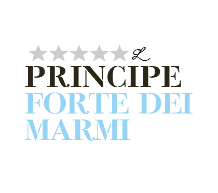 ★★★★★L
PRINCIPE
FORTE DEI
MARMI